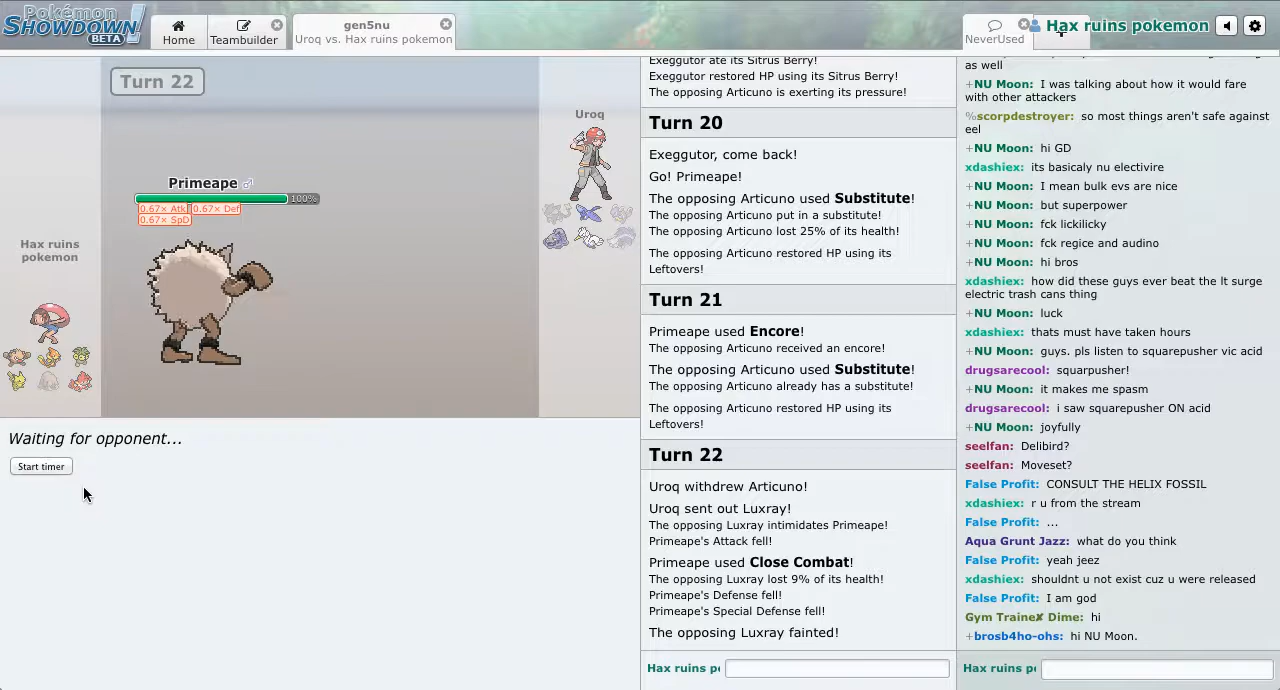 Pokémon
SHOWDOWN!
BETA
Home
Teambuilder
gen5nu
Uroq vs. Hax ruins pokemon
NeverUsed
Hax ruins pokemon
Turn 22
Uroq
Primeape ♂
100%
0.67× Atk 0.67× Def
0.67× SpD
Hax ruins
pokemon
Waiting for opponent...
Start timer
Exeggutor ate its Sitrus Berry!
Exeggutor restored HP using its Sitrus Berry!
The opposing Articuno is exerting its pressure!
Turn 20
Exeggutor, come back!
Go! Primeape!
The opposing Articuno used Substitute!
The opposing Articuno put in a substitute!
The opposing Articuno lost 25% of its health!
The opposing Articuno restored HP using its
Leftovers!
Turn 21
Primeape used Encore!
The opposing Articuno received an encore!
The opposing Articuno used Substitute!
The opposing Articuno already has a substitute!
The opposing Articuno restored HP using its
Leftovers!
Turn 22
Uroq withdrew Articuno!
Uroq sent out Luxray!
The opposing Luxray intimidates Primeape!
Primeape's Attack fell!
Primeape used Close Combat!
The opposing Luxray lost 9% of its health!
Primeape's Defense fell!
Primeape's Special Defense fell!
The opposing Luxray fainted!
Hax ruins p
as well
+NU Moon: I was talking about how it would fare
with other attackers
%scorpdestroyer: so most things aren't safe against
eel
+NU Moon: hi GD
xdashiex: its basicaly nu electivire
+NU Moon: I mean bulk evs are nice
+NU Moon: but superpower
+NU Moon: fck lickilicky
+NU Moon: fck regice and audino
+NU Moon: hi bros
xdashiex: how did these guys ever beat the lt surge
electric trash cans thing
+NU Moon: luck
xdashiex: thats must have taken hours
+NU Moon: guys. pls listen to squarepusher vic acid
drugsarecool: squarpusher!
+NU Moon: it makes me spasm
drugsarecool: i saw squarepusher ON acid
+NU Moon: joyfully
seelfan: Delibird?
seelfan: Moveset?
False Profit: CONSULT THE HELIX FOSSIL
xdashiex: r u from the stream
False Profit: ...
Aqua Grunt Jazz: what do you think
False Profit: yeah jeez
xdashiex: shouldnt u not exist cuz u were released
False Profit: I am god
Gym Traine✘ Dime: hi
+brosb4ho-ohs: hi NU Moon.
Hax ruins p